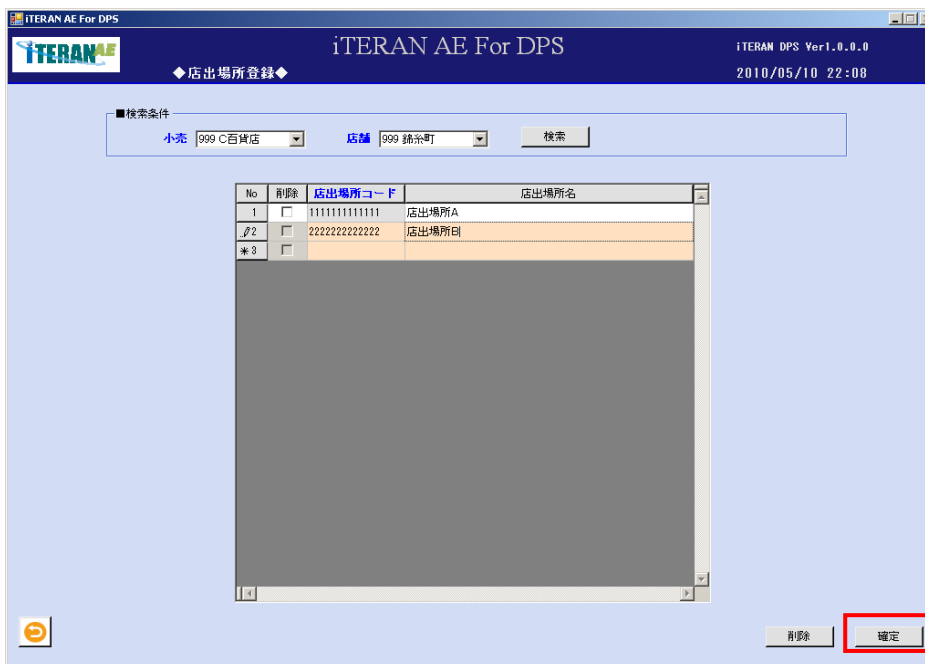 iTERAN AE For DPS
iTERAN AE
iTERAN AE For DPS
iTERAN DPS Ver1.0.0.0
◆店出場所登録◆
2010/05/10 22:08
■検索条件
小売 999 C百貨店 店舗 999 錦糸町 検索
No 削除 店出場所コード 店出場所名
1 1111111111111 店出場所A
2 2222222222222 店出場所B
3
削除 確定